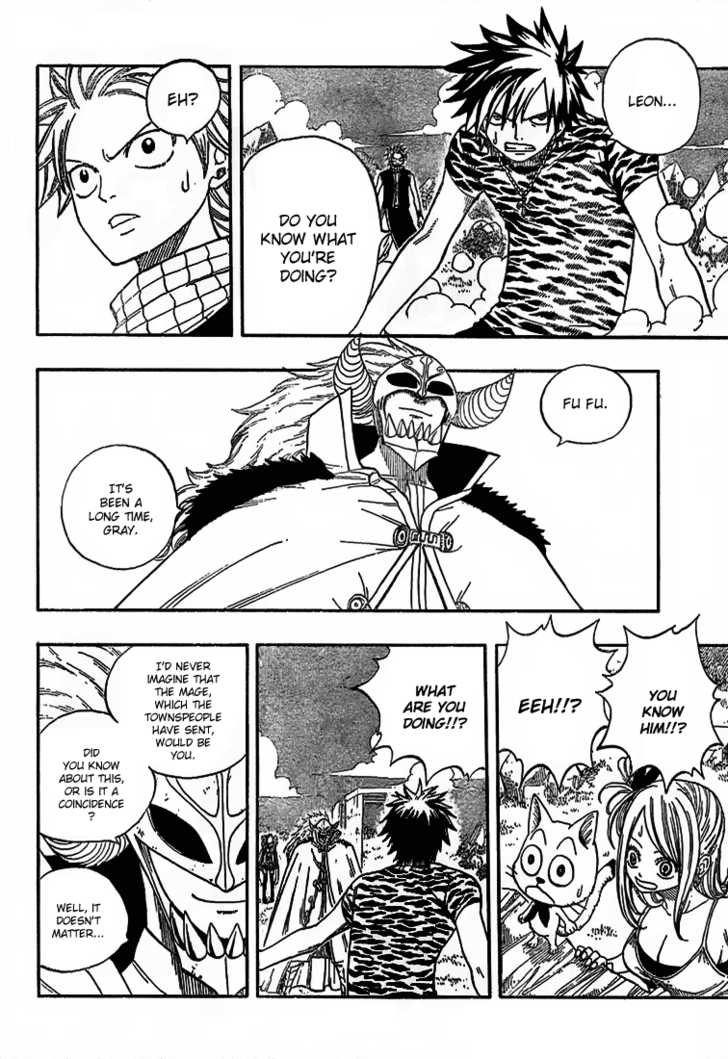 LEON...
DO YOU
KNOW WHAT
YOU'RE
DOING?
EH?
FU FU.
IT'S
BEEN A
LONG TIME,
GRAY.
YOU
KNOW
HIM!!?
EEH!!?
WHAT
ARE YOU
DOING!!?
I'D NEVER
IMAGINE THAT
THE MAGE,
WHICH THE
TOWNSPEOPLE
HAVE SENT,
WOULD BE
YOU.
DID
YOU KNOW
ABOUT THIS,
OR IS IT A
COINCIDENCE
?
WELL, IT
DOESN'T
MATTER...